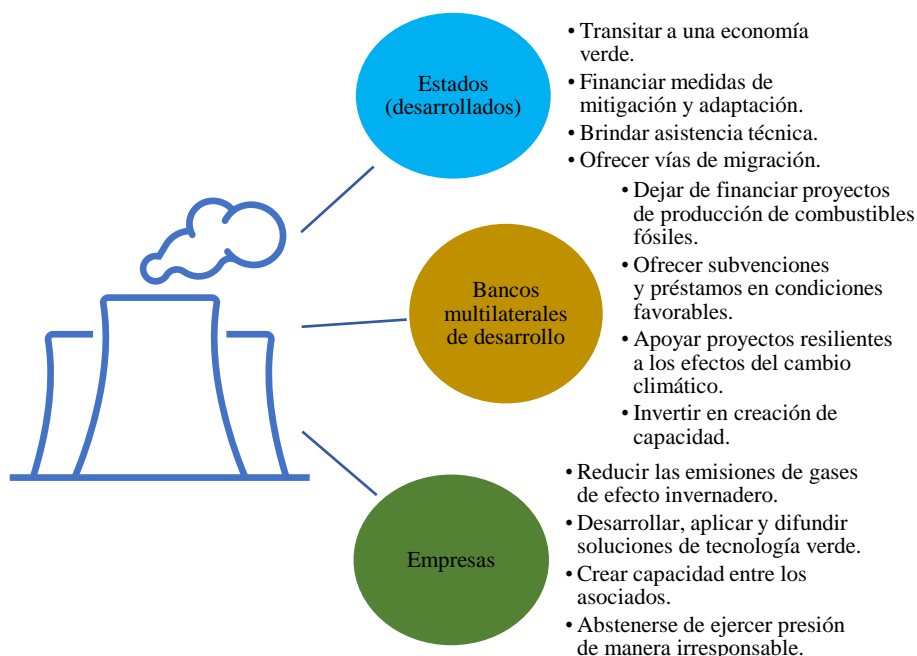 Estados
(desarrollados)
• Transitar a una economía
verde.
• Financiar medidas de
mitigación y adaptación.
• Brindar asistencia técnica.
• Ofrecer vías de migración.
Bancos
multilaterales
de desarrollo
• Dejar de financiar proyectos
de producción de combustibles
fósiles.
• Ofrecer subvenciones
y préstamos en condiciones
favorables.
• Apoyar proyectos resilientes
a los efectos del cambio
climático.
• Invertir en creación de
capacidad.
Empresas
• Reducir las emisiones de gases
de efecto invernadero.
• Desarrollar, aplicar y difundir
soluciones de tecnología verde.
• Crear capacidad entre los
asociados.
• Abstenerse de ejercer presión
de manera irresponsable.